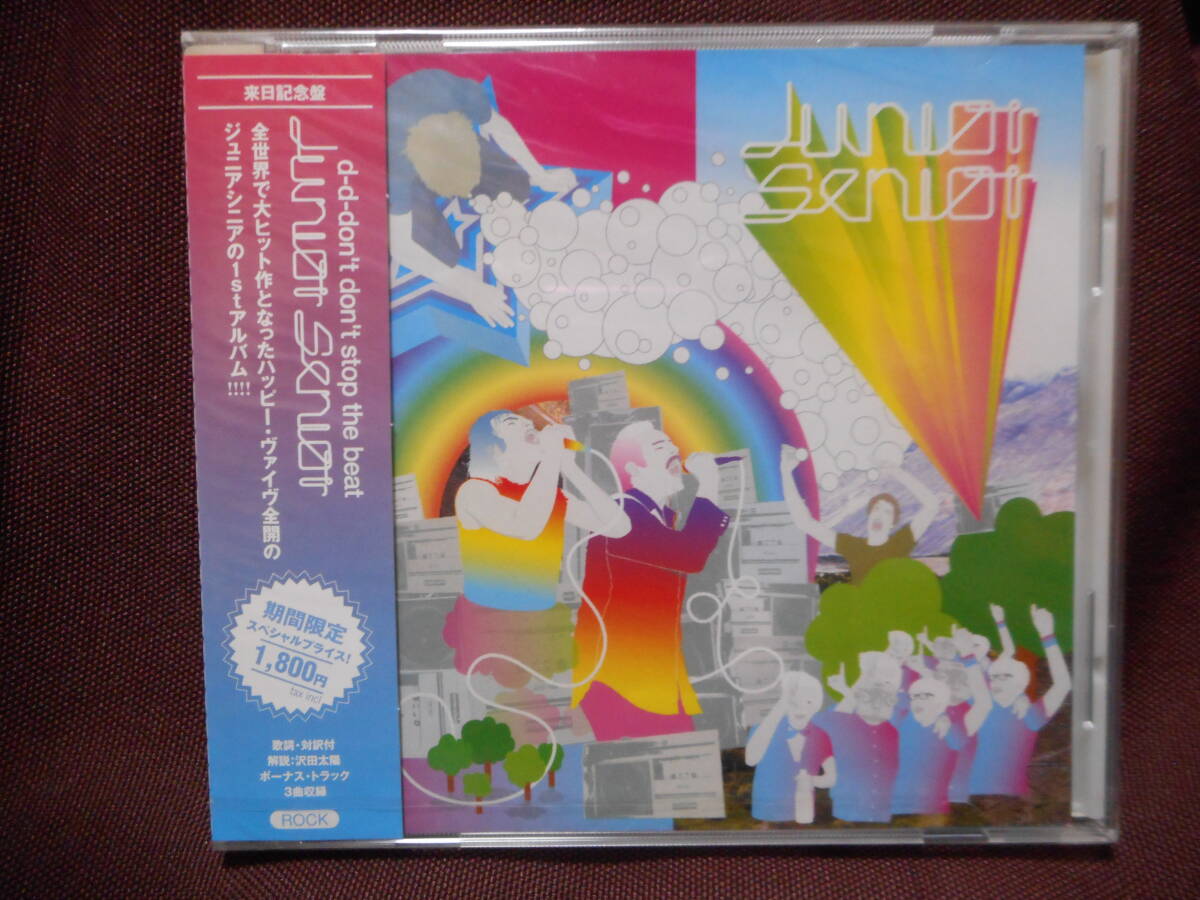 来日記念盤
d-d-don't don't stop the beat
JUNIOR SENIOR
全世界で大ヒット作となったハッピー・ヴァイヴ全開の
ジュニアシニアの1stアルバム!!!!
期間限定
スペシャルプライス!
1,800円
tax incl
歌詞・対訳付
解説:沢田太陽
ボーナス・トラック
3曲収録
ROCK
JUNIOR
SENIOR